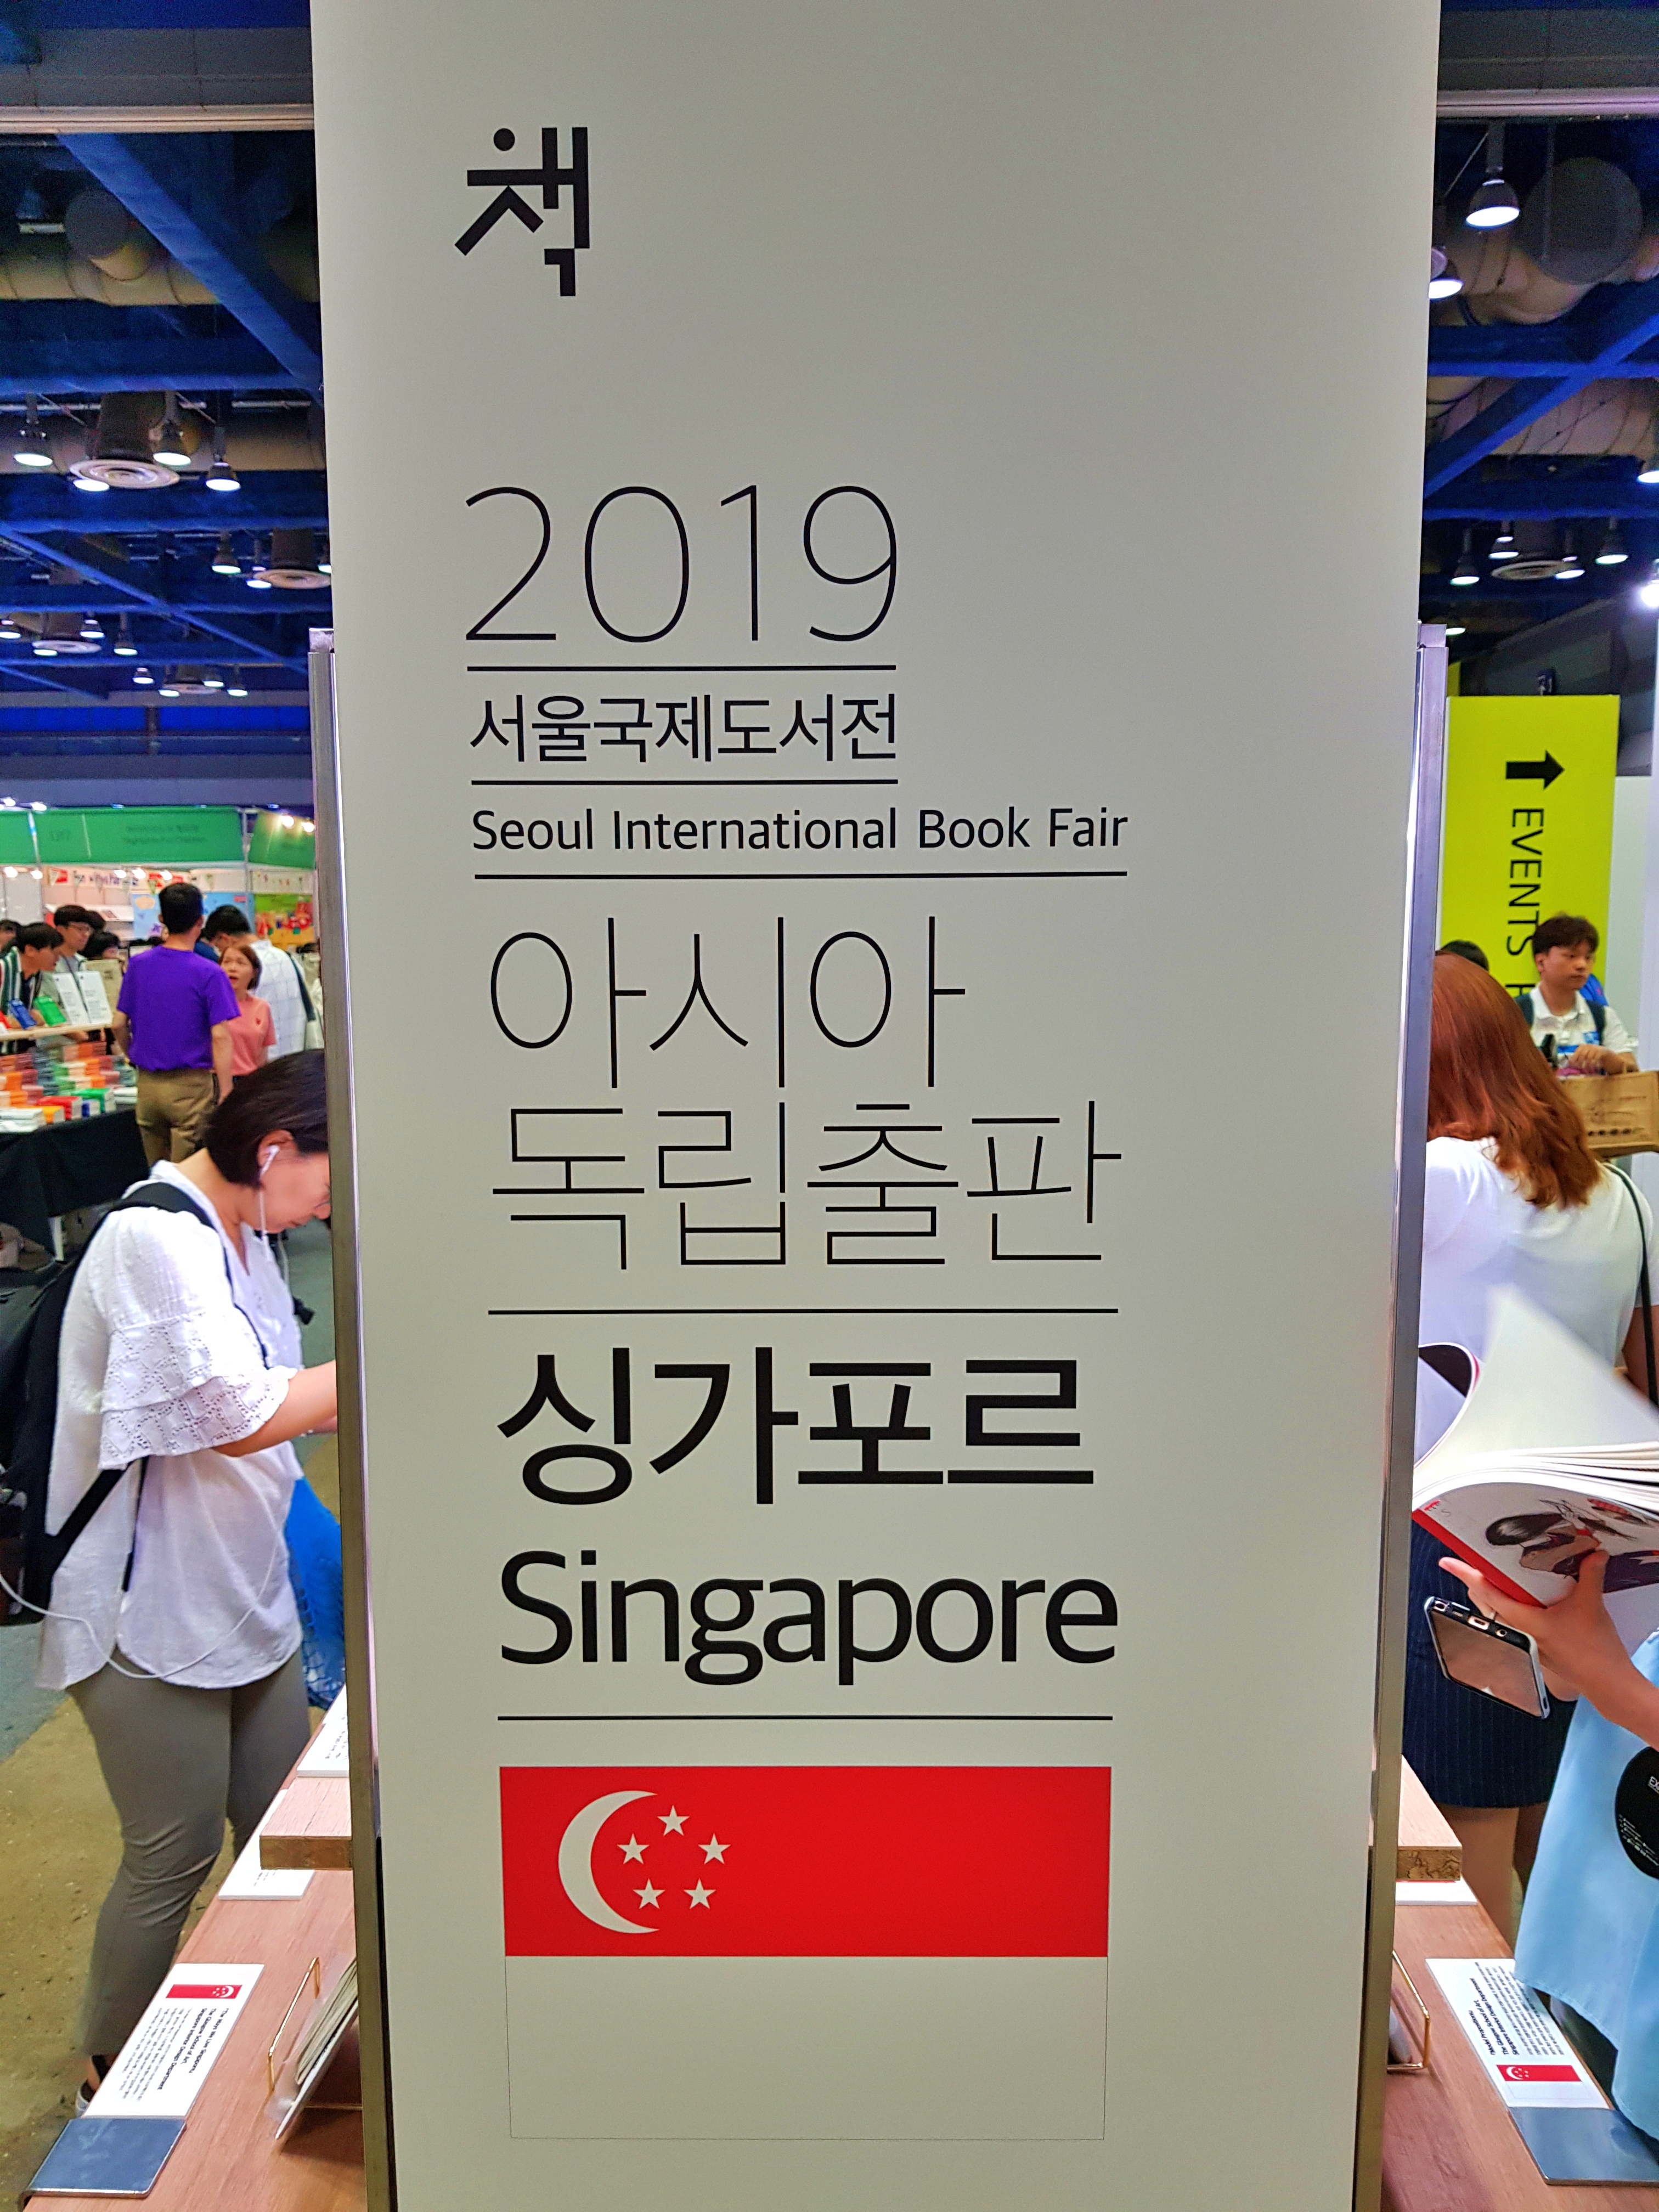 책
2019
서울국제도서전
Seoul International Book Fair
아시아
독립출판
싱가포르
Singapore
EVENTS